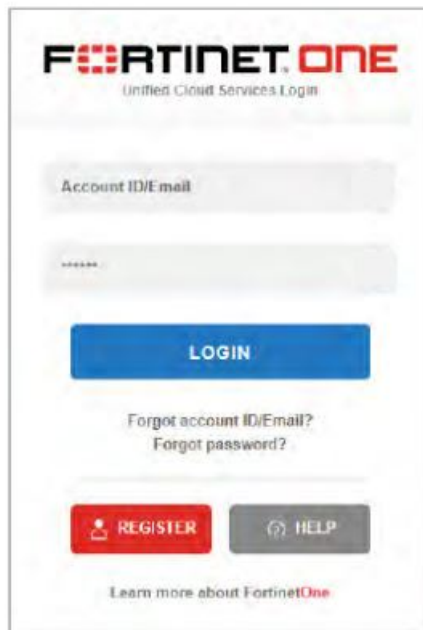 FORTINET ONE
Unified Cloud Services Login
Account ID/Email
••••••
LOGIN
Forgot account ID/Email?
Forgot password?
REGISTER
HELP
Learn more about FortinetOne